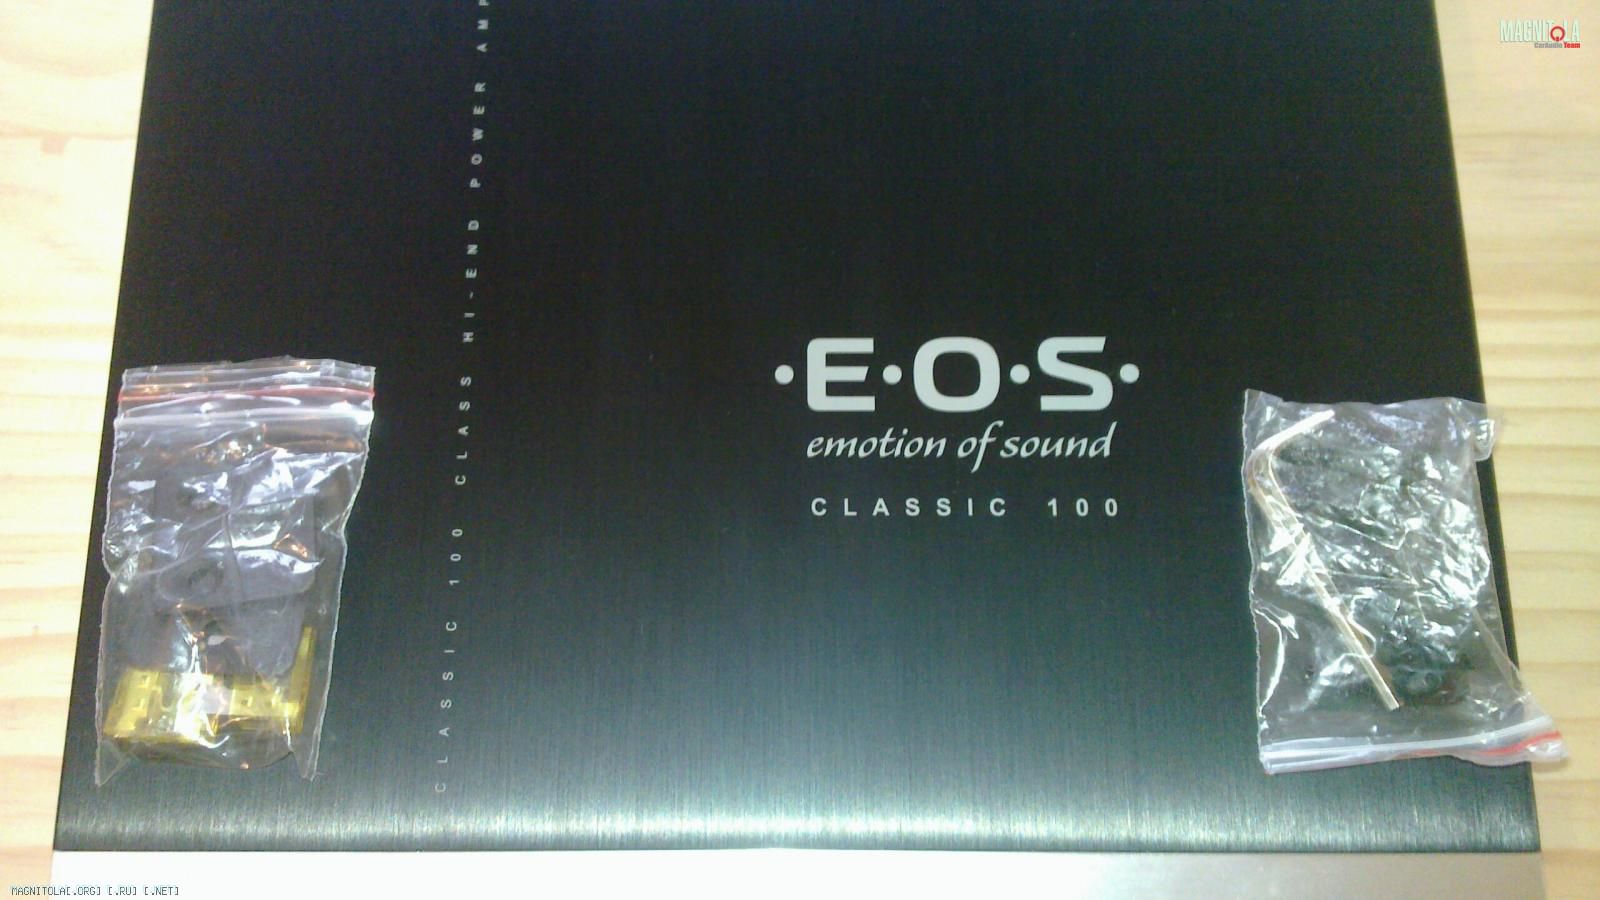 MAGNITOLA
CarAudio Team
CLASSIC 100 CLASS HI-END POWER AMP
·E·O·S·
emotion of sound
CLASSIC 100
MAGNITOLA[.ORG] [.RU] [.NET]